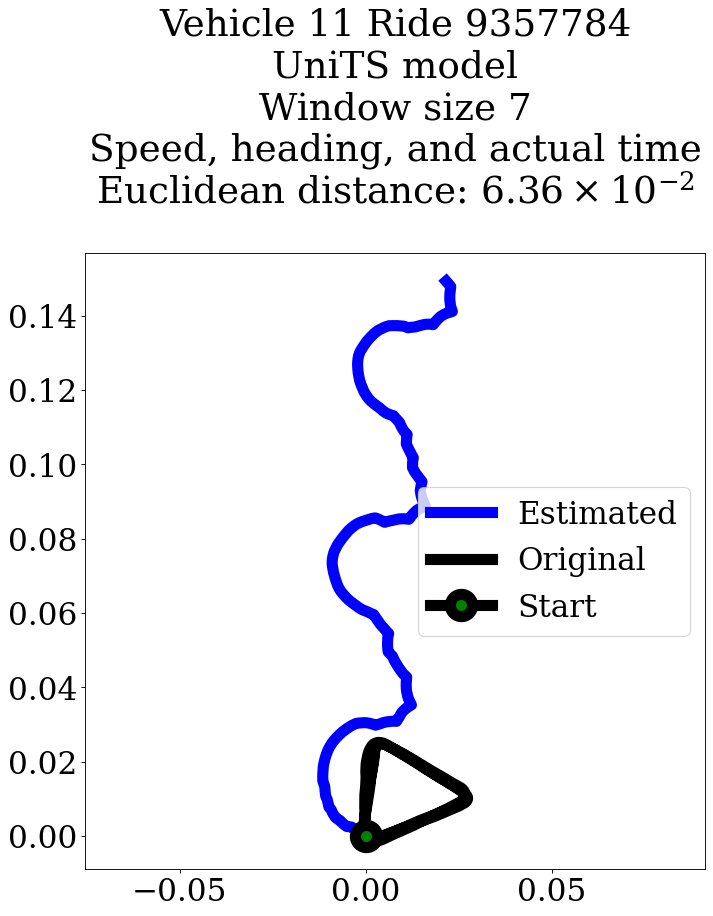 Vehicle 11 Ride 9357784
UniTS model
Window size 7
Speed, heading, and actual time
Euclidean distance: 6.36 × 10⁻²
0.14
0.12
0.10
0.08
0.06
0.04
0.02
0.00
Estimated
Original
Start
−0.05 0.00 0.05